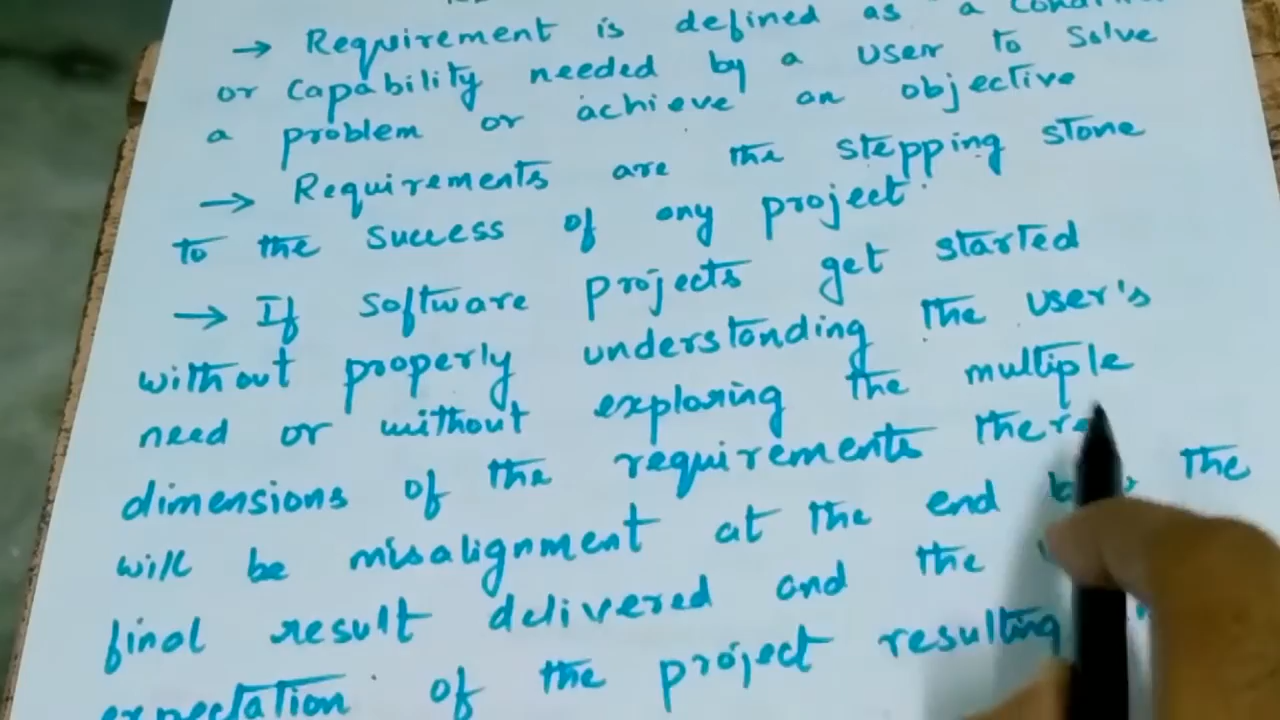 → Requirement is defined as a
or capability needed by a user to solve
a problem or achieve an objective
→ Requirements are the stepping stone
to the success of any project.
→ If software projects get started
without properly understanding the user's
need or without exploring the multiple
dimensions of the requirements there
will be misalignment at the end the
final result delivered and the
expectation of the project resulting